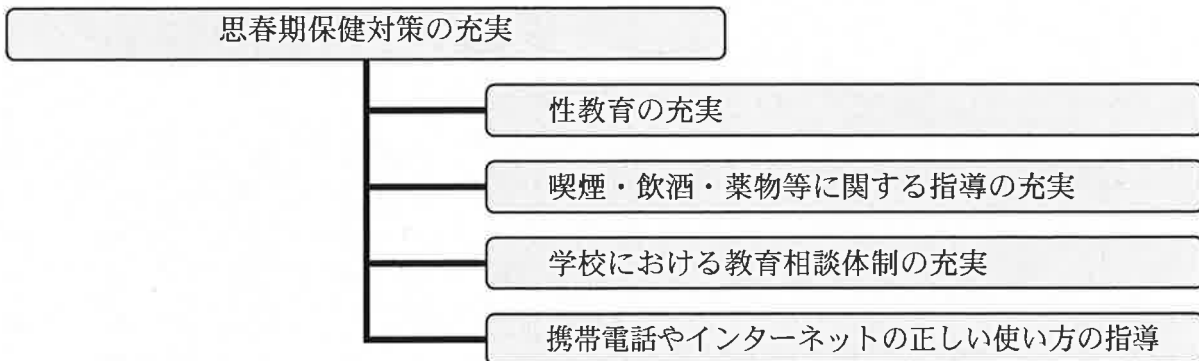 思春期保健対策の充実
性教育の充実
喫煙・飲酒・薬物等に関する指導の充実
学校における教育相談体制の充実
携帯電話やインターネットの正しい使い方の指導